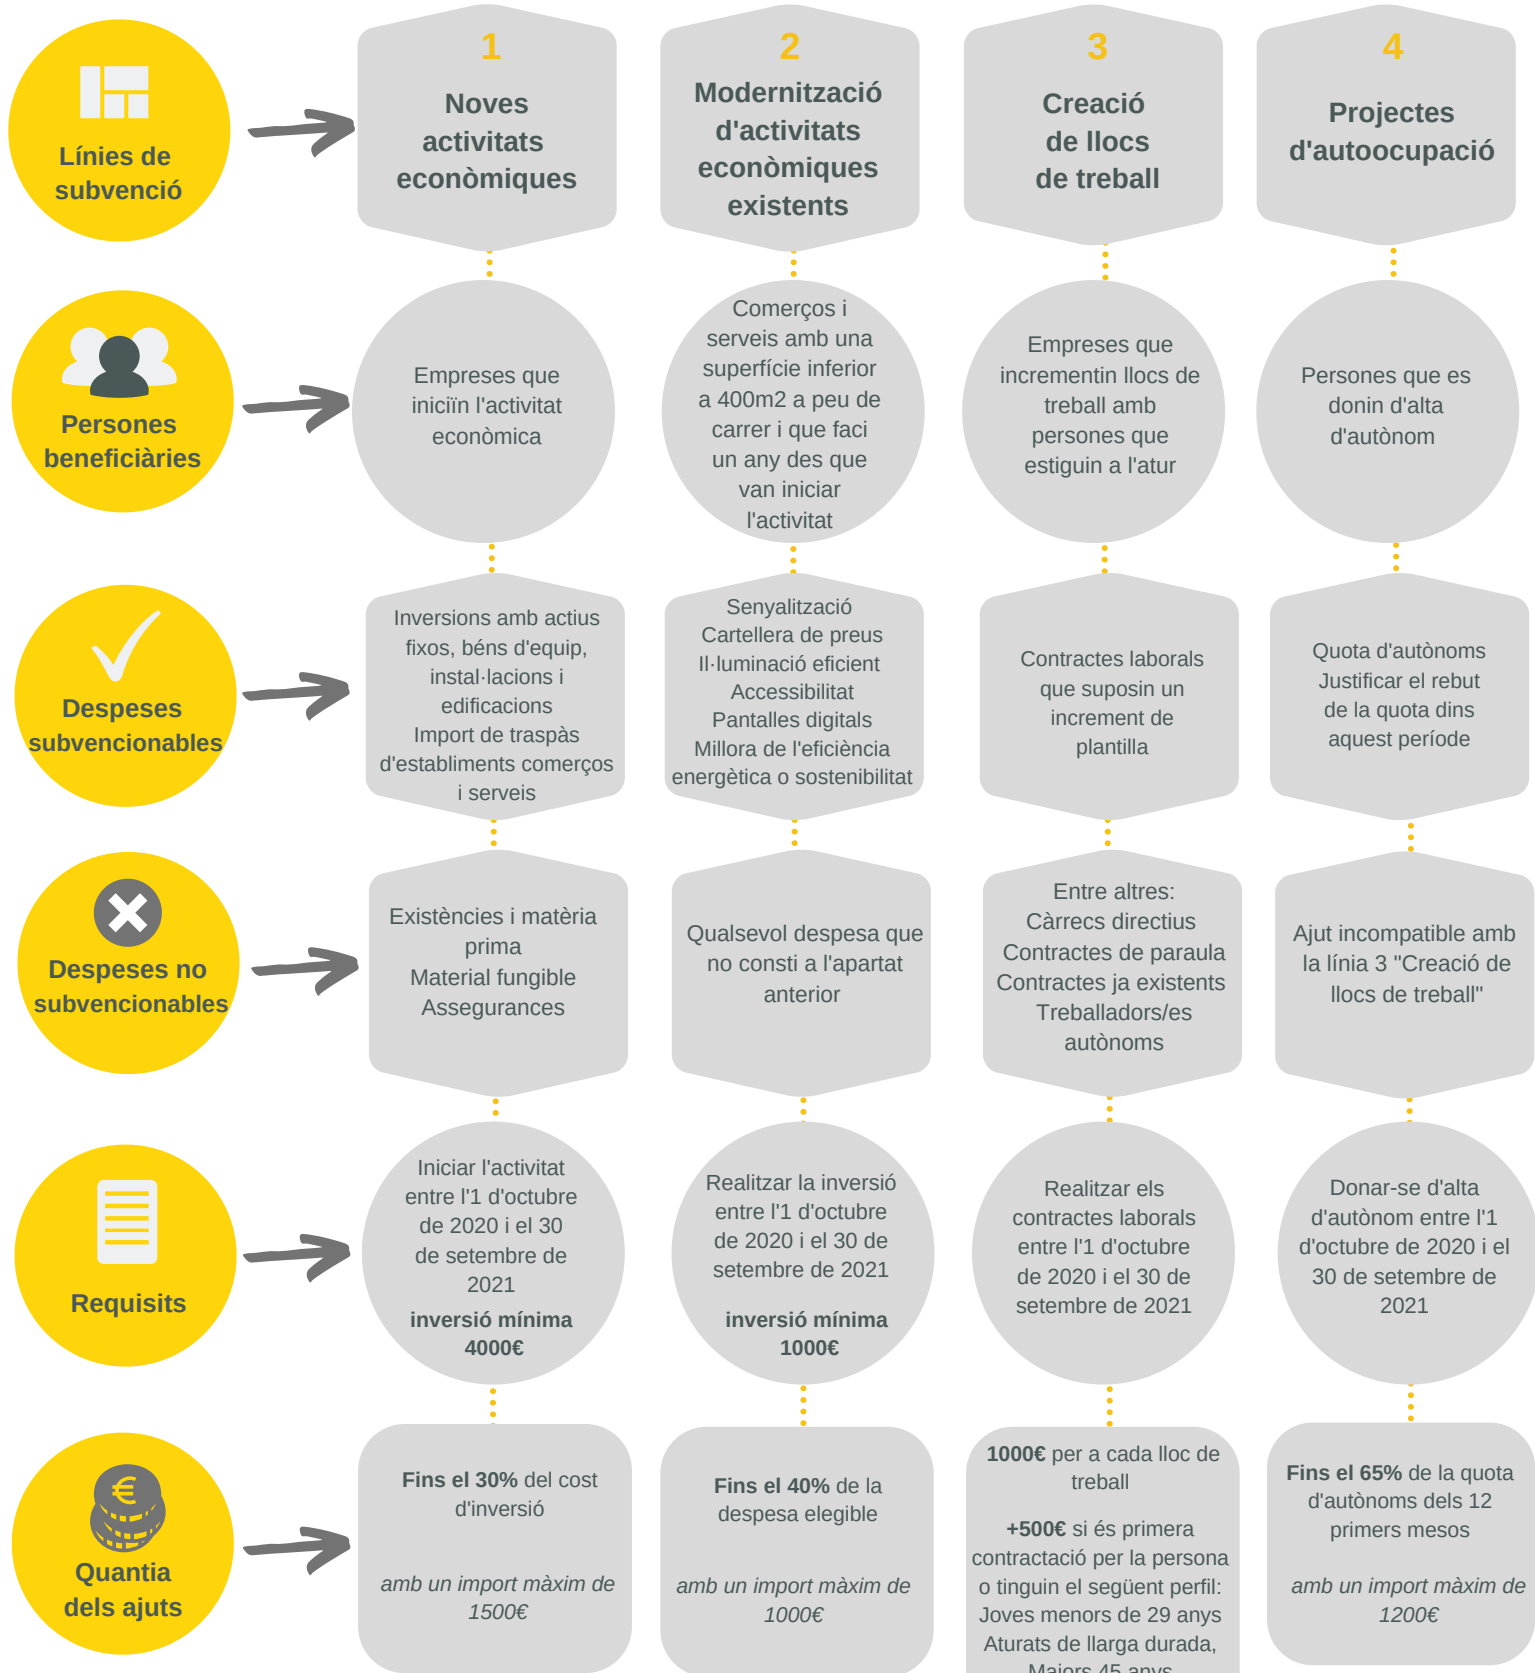 Línies de
subvenció
1
Noves
activitats
econòmiques
2
Modernització
d'activitats
econòmiques
existents
3
Creació
de llocs
de treball
4
Projectes
d'autoocupació
Persones
beneficiàries
Empreses que
iniciïn l'activitat
econòmica
Comerços i
serveis amb una
superfície inferior
a 400m2 a peu de
carrer i que faci
un any des que
van iniciar
l'activitat
Empreses que
incrementin llocs de
treball amb
persones que
estiguin a l'atur
Persones que es
donin d'alta
d'autònom
Despeses
subvencionables
Inversions amb actius
fixos, béns d'equip,
instal·lacions i
edificacions
Import de traspàs
d'establiments comerços
i serveis
Senyalització
Cartellera de preus
Il·luminació eficient
Accessibilitat
Pantalles digitals
Millora de l'eficiència
energètica o sostenibilitat
Contractes laborals
que suposin un
increment de
plantilla
Quota d'autònoms
Justificar el rebut
de la quota dins
aquest període
Despeses no
subvencionables
Existències i matèria
prima
Material fungible
Assegurances
Qualsevol despesa que
no consti a l'apartat
anterior
Entre altres:
Càrrecs directius
Contractes de paraula
Contractes ja existents
Treballadors/es
autònoms
Ajut incompatible amb
la línia 3 "Creació de
llocs de treball"
Requisits
Iniciar l'activitat
entre l'1 d'octubre
de 2020 i el 30
de setembre de
2021
inversió mínima
4000€
Realitzar la inversió
entre l'1 d'octubre
de 2020 i el 30 de
setembre de 2021
inversió mínima
1000€
Realitzar els
contractes laborals
entre l'1 d'octubre
de 2020 i el 30 de
setembre de 2021
Donar-se d'alta
d'autònom entre l'1
d'octubre de 2020 i el
30 de setembre de
2021
Quantia
dels ajuts
Fins el 30% del cost
d'inversió
amb un import màxim de
1500€
Fins el 40% de la
despesa elegible
amb un import màxim de
1000€
1000€ per a cada lloc de
treball
+500€ si és primera
contractació per la persona
o tinguin el següent perfil:
Joves menors de 29 anys
Aturats de llarga durada,
Majors 45 anys
Fins el 65% de la quota
d'autònoms dels 12
primers mesos
amb un import màxim de
1200€